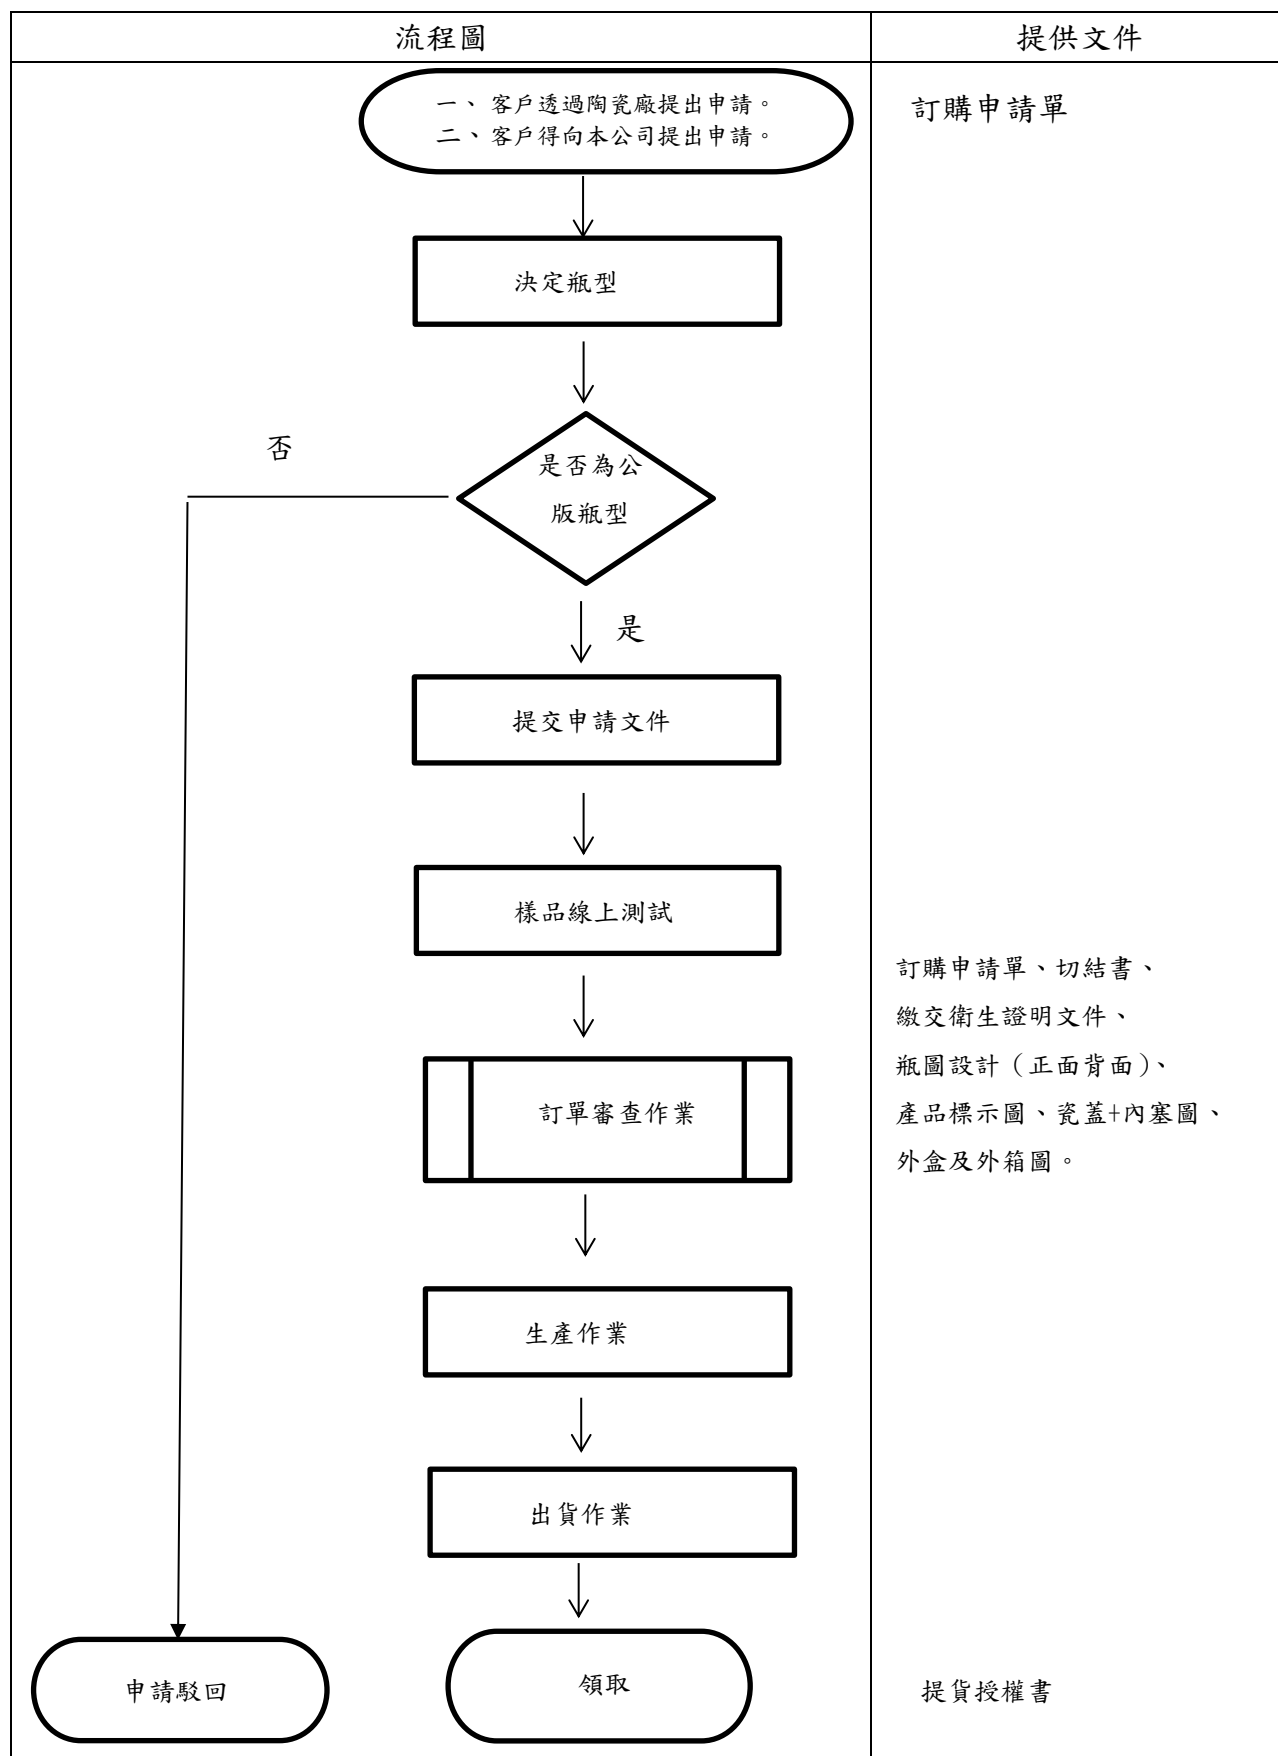 流程圖
提供文件
一、 客戶透過陶瓷廠提出申請。
二、客戶得向本公司提出申請。
訂購申請單
決定瓶型
否
是否為公
版瓶型
是
提交申請文件
樣品線上測試
訂購申請單、切結書、
繳交衛生證明文件、
瓶圖設計（正面背面）、
產品標示圖、瓷蓋+內塞圖、
外盒及外箱圖。
訂單審查作業
生產作業
出貨作業
申請駁回
領取
提貨授權書